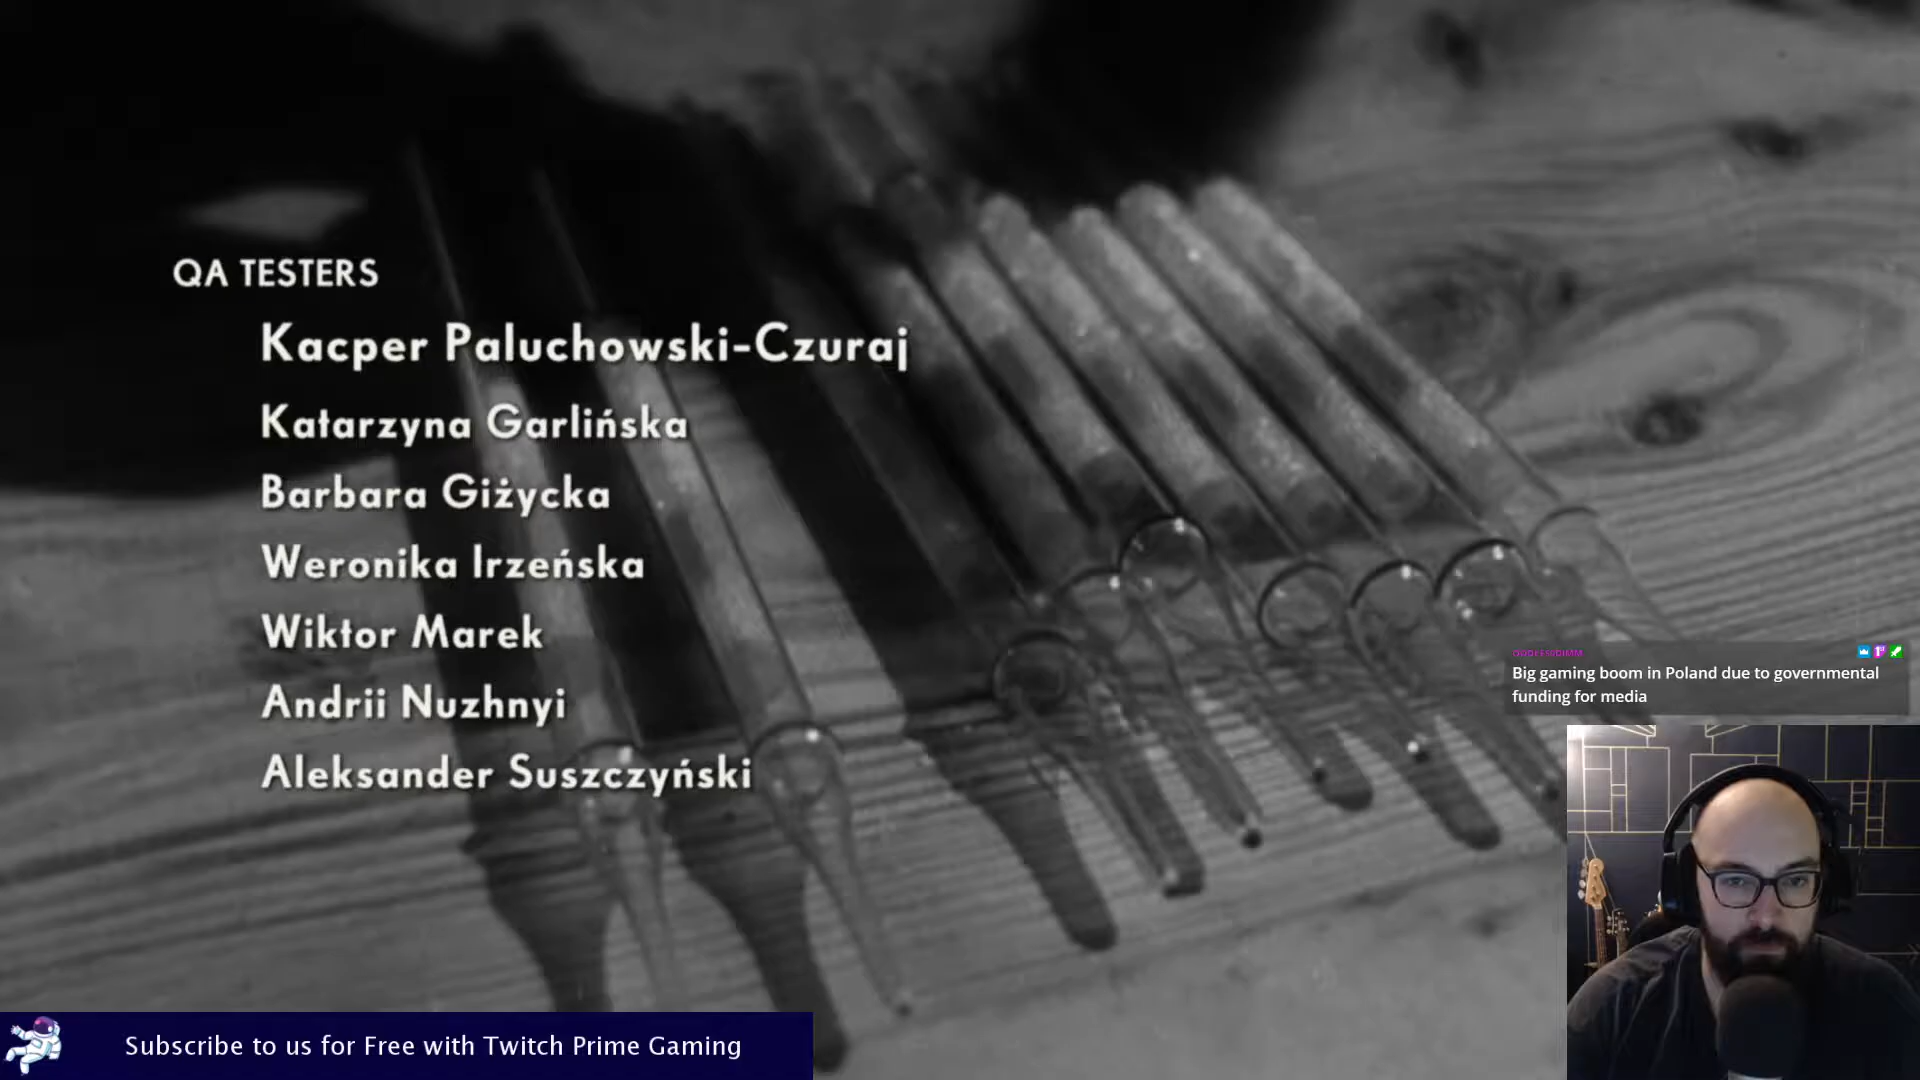 QA TESTERS
Kacper Paluchowski-Czuraj
Katarzyna Garlińska
Barbara Giżycka
Weronika Irzeńska
Wiktor Marek
Andrii Nuzhnyi
Aleksander Suszczyński
Big gaming boom in Poland due to governmental
funding for media
Subscribe to us for Free with Twitch Prime Gaming